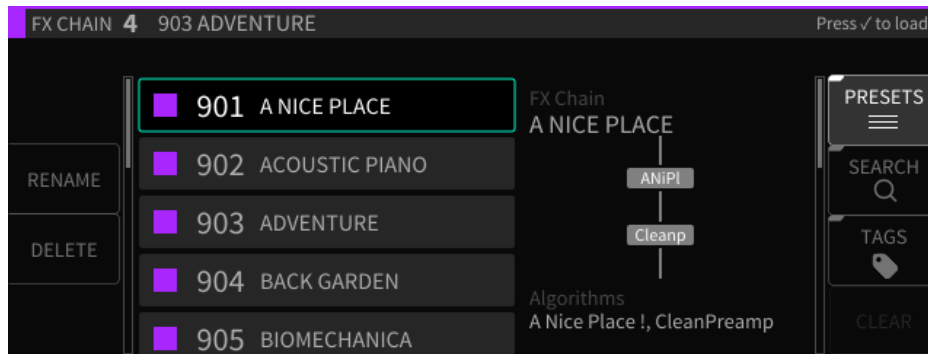 FX CHAIN 4 903 ADVENTURE
Press ✓ to load
RENAME
DELETE
901 A NICE PLACE
902 ACOUSTIC PIANO
903 ADVENTURE
904 BACK GARDEN
905 BIOMECHANICA
FX Chain
A NICE PLACE
ANiPl
Cleanp
Algorithms
A Nice Place !, CleanPreamp
PRESETS
SEARCH
TAGS
CLEAR